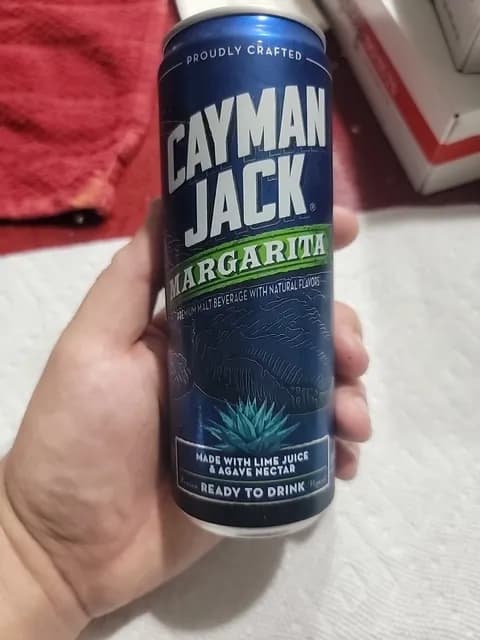 PROUDLY CRAFTED
CAYMAN
JACK®
MARGARITA
PREMIUM MALT BEVERAGE WITH NATURAL FLAVORS
MADE WITH LIME JUICE
& AGAVE NECTAR
READY TO DRINK